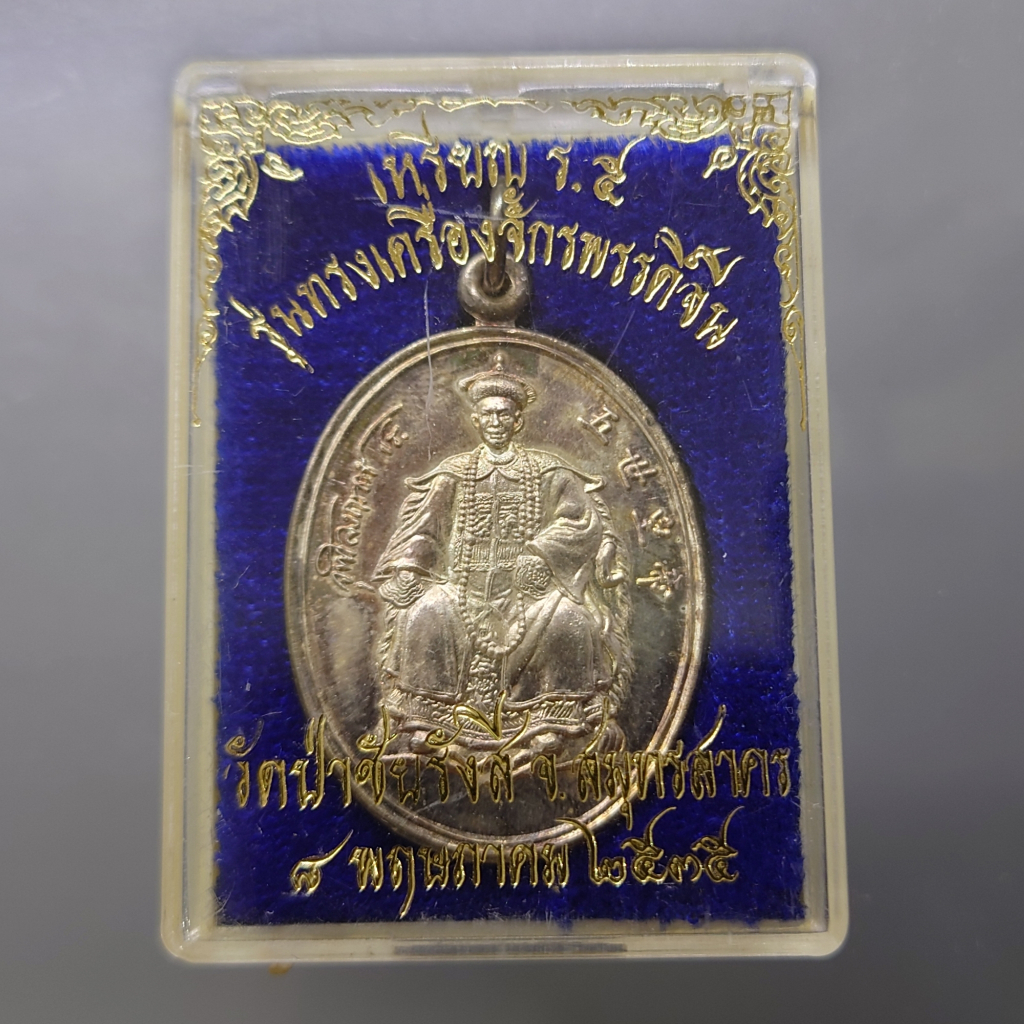 เหรียญ ร.๕
รุ่นทรงเครื่องจักรพรรดิจีน
วัดป่าชัยรังสี จ.สมุทรสาคร
๘ พฤษภาคม ๒๕๓๕